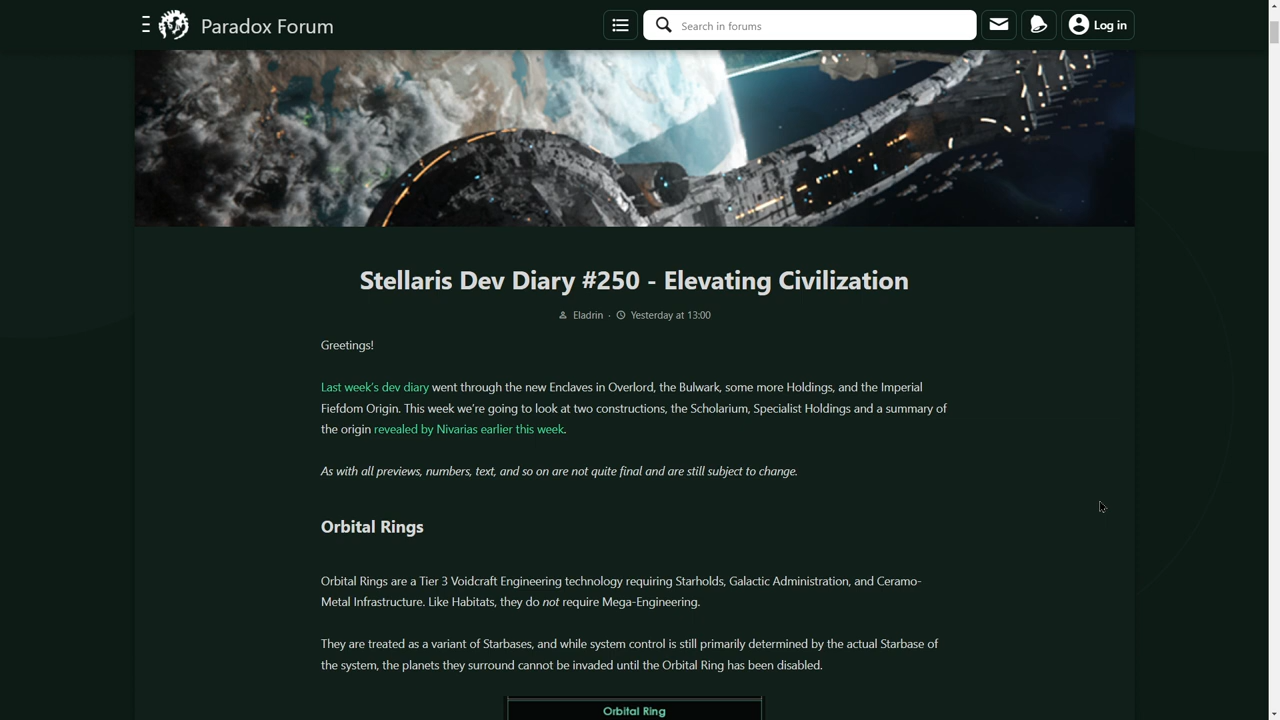 Paradox Forum
Search in forums
Log in
Stellaris Dev Diary #250 - Elevating Civilization
Eladrin · Yesterday at 13:00
Greetings!
Last week's dev diary went through the new Enclaves in Overlord, the Bulwark, some more Holdings, and the Imperial
Fiefdom Origin. This week we're going to look at two constructions, the Scholarium, Specialist Holdings and a summary of
the origin revealed by Nivarias earlier this week.
As with all previews, numbers, text, and so on are not quite final and are still subject to change.
Orbital Rings
Orbital Rings are a Tier 3 Voidcraft Engineering technology requiring Starholds, Galactic Administration, and Ceramo-
Metal Infrastructure. Like Habitats, they do not require Mega-Engineering.
They are treated as a variant of Starbases, and while system control is still primarily determined by the actual Starbase of
the system, the planets they surround cannot be invaded until the Orbital Ring has been disabled.
Orbital Ring